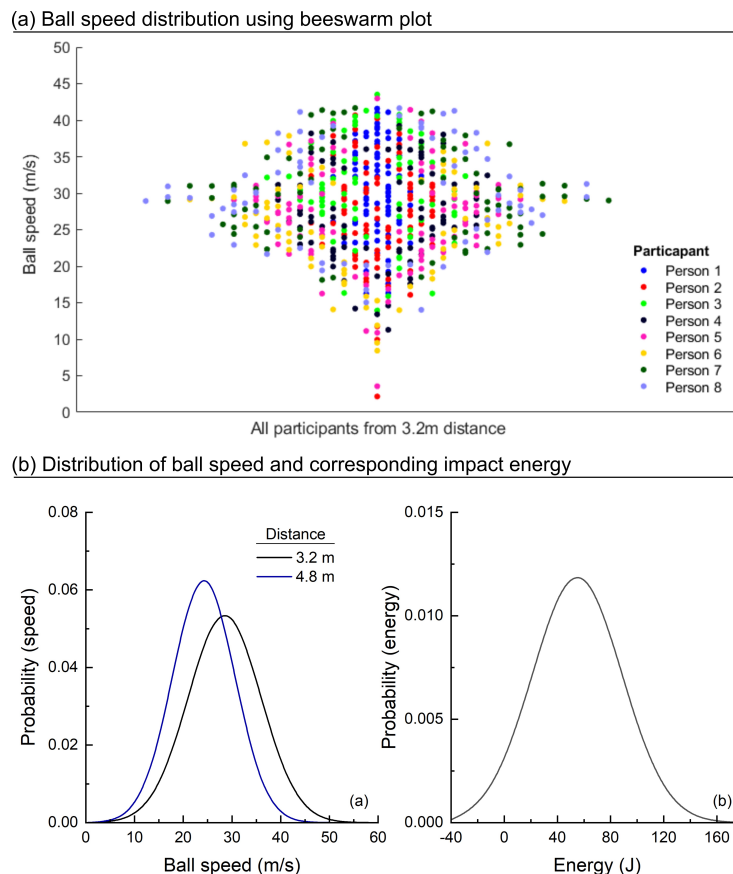 (a) Ball speed distribution using beeswarm plot
50
45
40
35
30
25
20
15
10
5
0
Ball speed (m/s)
Particapant
Person 1
Person 2
Person 3
Person 4
Person 5
Person 6
Person 7
Person 8
All participants from 3.2m distance
(b) Distribution of ball speed and corresponding impact energy
0.08
0.06
0.04
0.02
0.00
Probability (speed)
Distance
3.2 m
4.8 m
(a)
0 10 20 30 40 50 60
Ball speed (m/s)
0.015
0.010
0.005
0.000
Probability (energy)
(b)
-40 0 40 80 120 160
Energy (J)